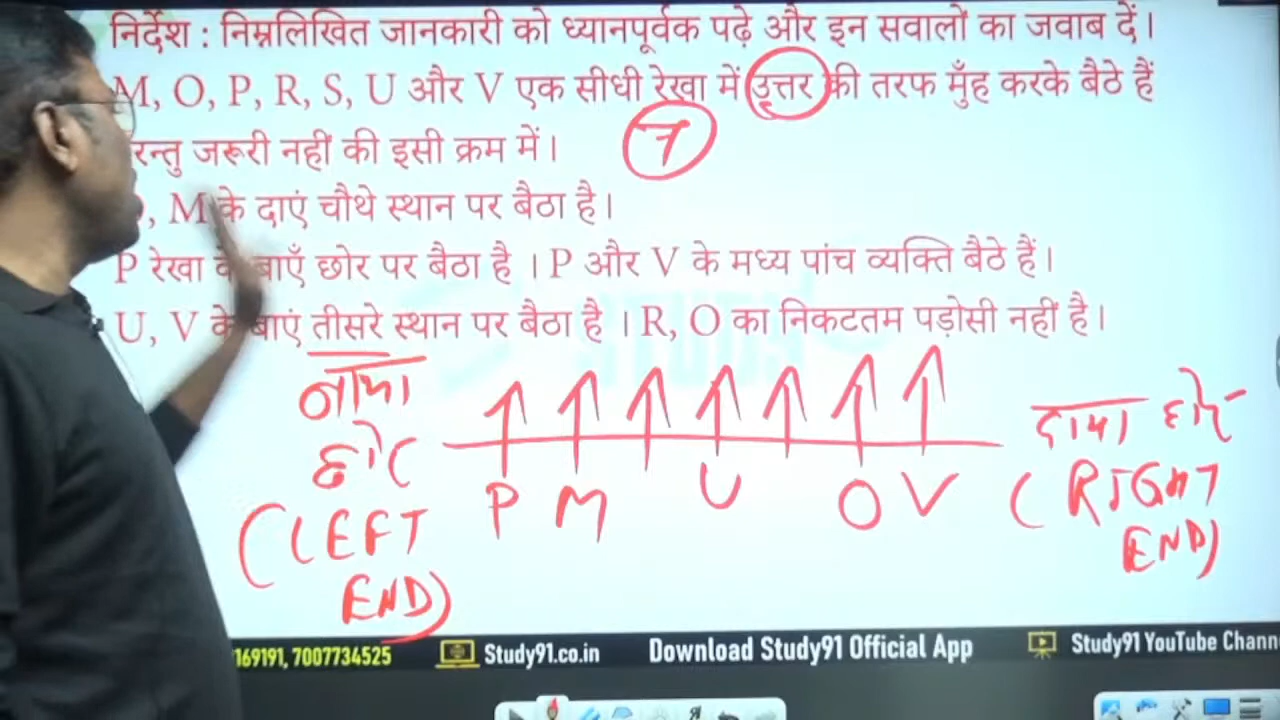 निर्देश : निम्नलिखित जानकारी को ध्यानपूर्वक पढ़े और इन सवालों का जवाब दें।
M, O, P, R, S, U और V एक सीधी रेखा में उत्तर की तरफ मुँह करके बैठे हैं
रन्तु जरूरी नहीं की इसी क्रम में। 7
, M के दाएं चौथे स्थान पर बैठा है।
P रेखा के बाएँ छोर पर बैठा है । P और V के मध्य पांच व्यक्ति बैठे हैं।
U, V के बाएं तीसरे स्थान पर बैठा है । R, O का निकटतम पड़ोसी नहीं है।
बाया छोर
(LEFT END)
P M U O V
दाया छोर
(RIGHT END)
169191, 7007734525 Study91.co.in Download Study91 Official App Study91 YouTube Chann